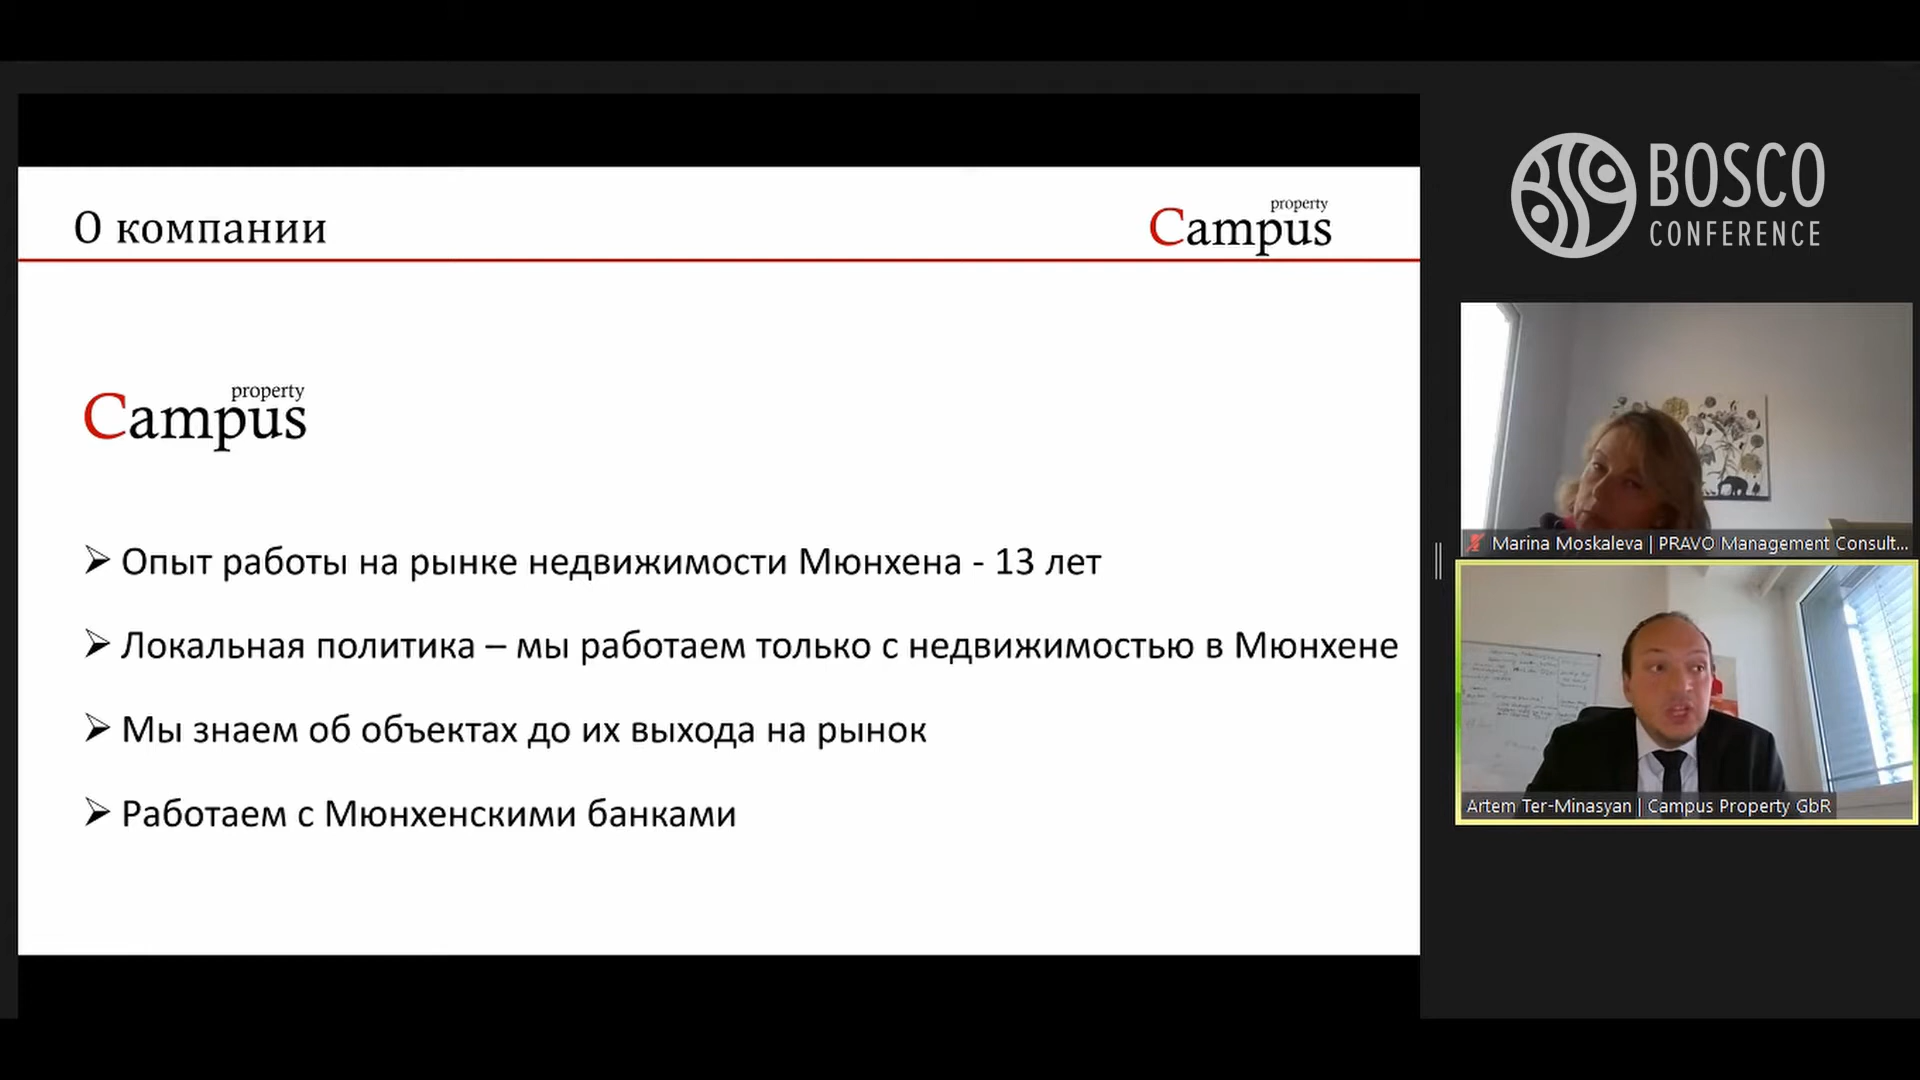 О компании
property
Campus
property
Campus
Опыт работы на рынке недвижимости Мюнхена - 13 лет
Локальная политика – мы работаем только с недвижимостью в Мюнхене
Мы знаем об объектах до их выхода на рынок
Работаем с Мюнхенскими банками
BOSCO
CONFERENCE
Marina Moskaleva | PRAVO Management Consult...
Artem Ter-Minasyan | Campus Property GbR